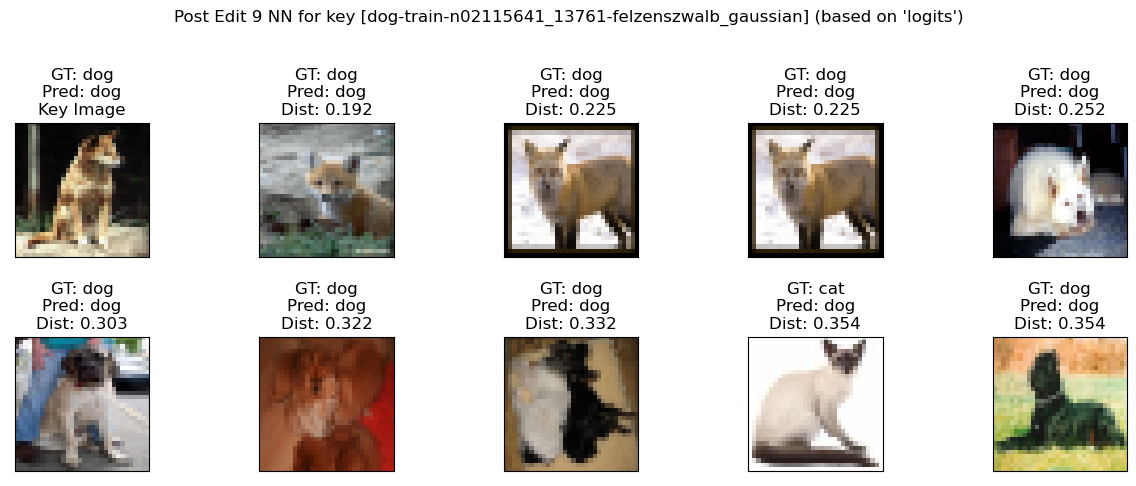 Post Edit 9 NN for key [dog-train-n02115641_13761-felzenszwalb_gaussian] (based on 'logits')
GT: dog
Pred: dog
Key Image
GT: dog
Pred: dog
Dist: 0.192
GT: dog
Pred: dog
Dist: 0.225
GT: dog
Pred: dog
Dist: 0.225
GT: dog
Pred: dog
Dist: 0.252
GT: dog
Pred: dog
Dist: 0.303
GT: dog
Pred: dog
Dist: 0.322
GT: dog
Pred: dog
Dist: 0.332
GT: cat
Pred: dog
Dist: 0.354
GT: dog
Pred: dog
Dist: 0.354